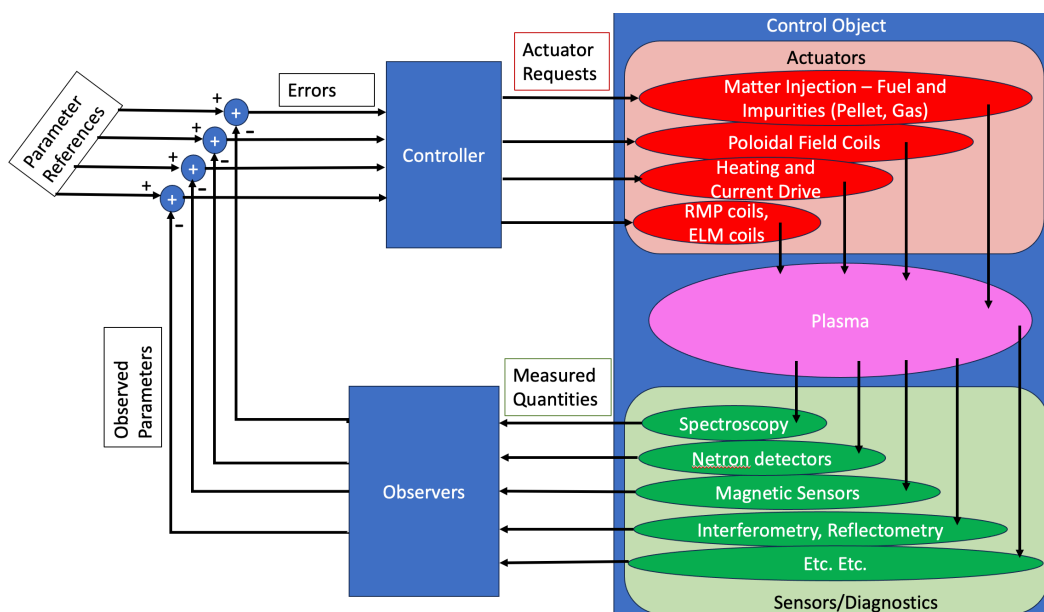 Control Object
Actuators
Actuator
Requests
Errors
Parameter
References
+
+
+
+
+
+
+
+
-
-
-
-
Controller
Matter Injection – Fuel and
Impurities (Pellet, Gas)
Poloidal Field Coils
Heating and
Current Drive
RMP coils,
ELM coils
Plasma
Observed
Parameters
Measured
Quantities
Observers
Spectroscopy
Netron detectors
Magnetic Sensors
Interferometry, Reflectometry
Etc. Etc.
Sensors/Diagnostics